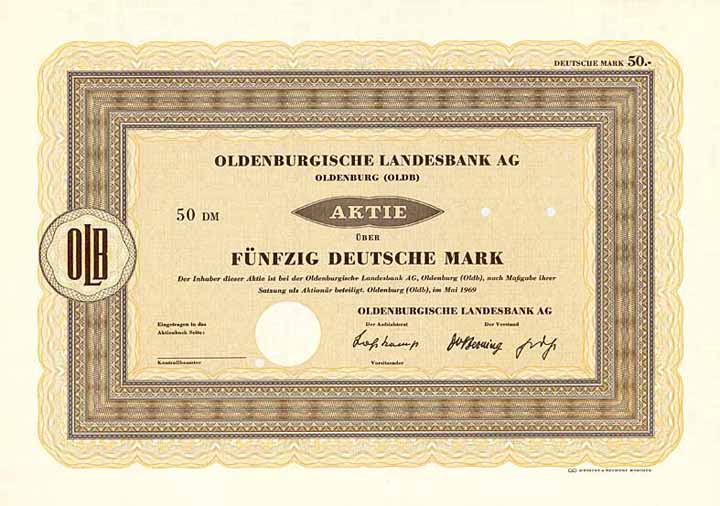 DEUTSCHE MARK 50.-
OLDENBURGISCHE LANDESBANK AG
OLDENBURG (OLDB)
50 DM
AKTIE
ÜBER
FÜNFZIG DEUTSCHE MARK
Der Inhaber dieser Aktie ist bei der Oldenburgische Landesbank AG, Oldenburg (Oldb), nach Maßgabe ihrer
Satzung als Aktionär beteiligt. Oldenburg (Oldb), im Mai 1969
OLB
OLDENBURGISCHE LANDESBANK AG
Eingetragen in das
Aktienbuch Seite:
Der Aufsichtsrat
Der Vorstand
Kontrollbeamter
Vorsitzender